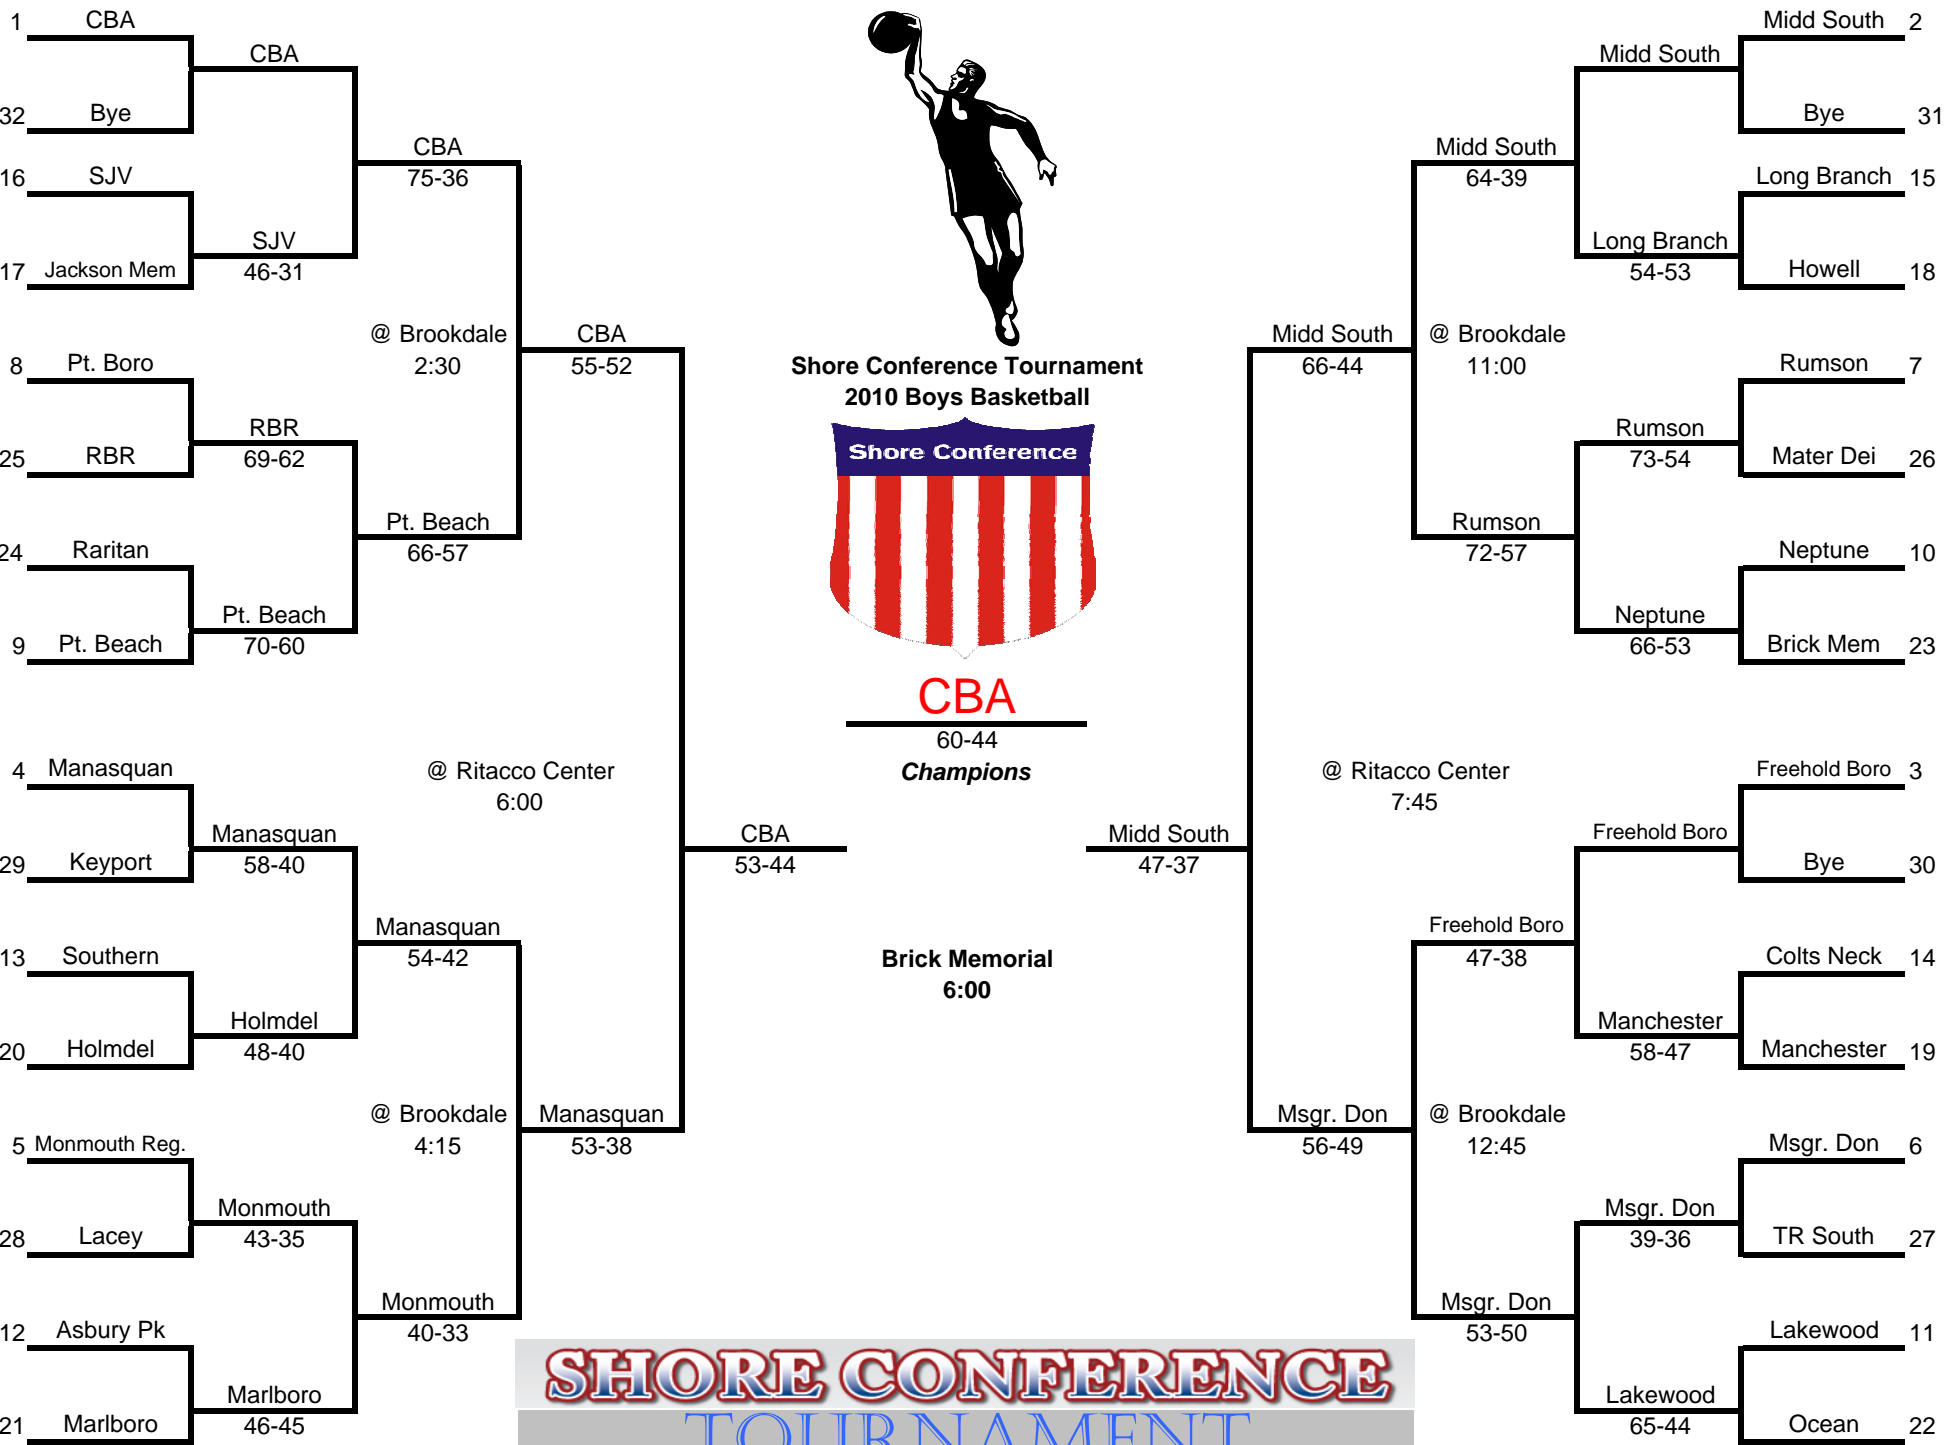 1 CBA
CBA
32 Bye
CBA
75-36
16 SJV
SJV
17 Jackson Mem 46-31
@ Brookdale CBA
2:30 55-52
8 Pt. Boro
RBR
25 RBR 69-62
Pt. Beach
66-57
24 Raritan
Pt. Beach
9 Pt. Beach 70-60
4 Manasquan
@ Ritacco Center
6:00
Manasquan
29 Keyport 58-40
CBA
53-44
Manasquan
54-42
13 Southern
Holmdel
20 Holmdel 48-40
@ Brookdale Manasquan
4:15 53-38
5 Monmouth Reg.
Monmouth
28 Lacey 43-35
Monmouth
40-33
12 Asbury Pk
Marlboro
21 Marlboro 46-45
Shore Conference Tournament
2010 Boys Basketball
Shore Conference
CBA
60-44
Champions
Brick Memorial
6:00
SHORE CONFERENCE
TOURNAMENT
Midd South 2
Midd South
Bye 31
Midd South
64-39
Long Branch 15
Long Branch
54-53 Howell 18
Midd South @ Brookdale
66-44 11:00
Rumson 7
Rumson
73-54 Mater Dei 26
Rumson
72-57
Neptune 10
Neptune
66-53 Brick Mem 23
@ Ritacco Center
7:45
Freehold Boro 3
Midd South
47-37
Freehold Boro
Bye 30
Freehold Boro
47-38
Colts Neck 14
Manchester
58-47 Manchester 19
Msgr. Don @ Brookdale
56-49 12:45
Msgr. Don 6
Msgr. Don
39-36 TR South 27
Msgr. Don
53-50
Lakewood 11
Lakewood
65-44 Ocean 22